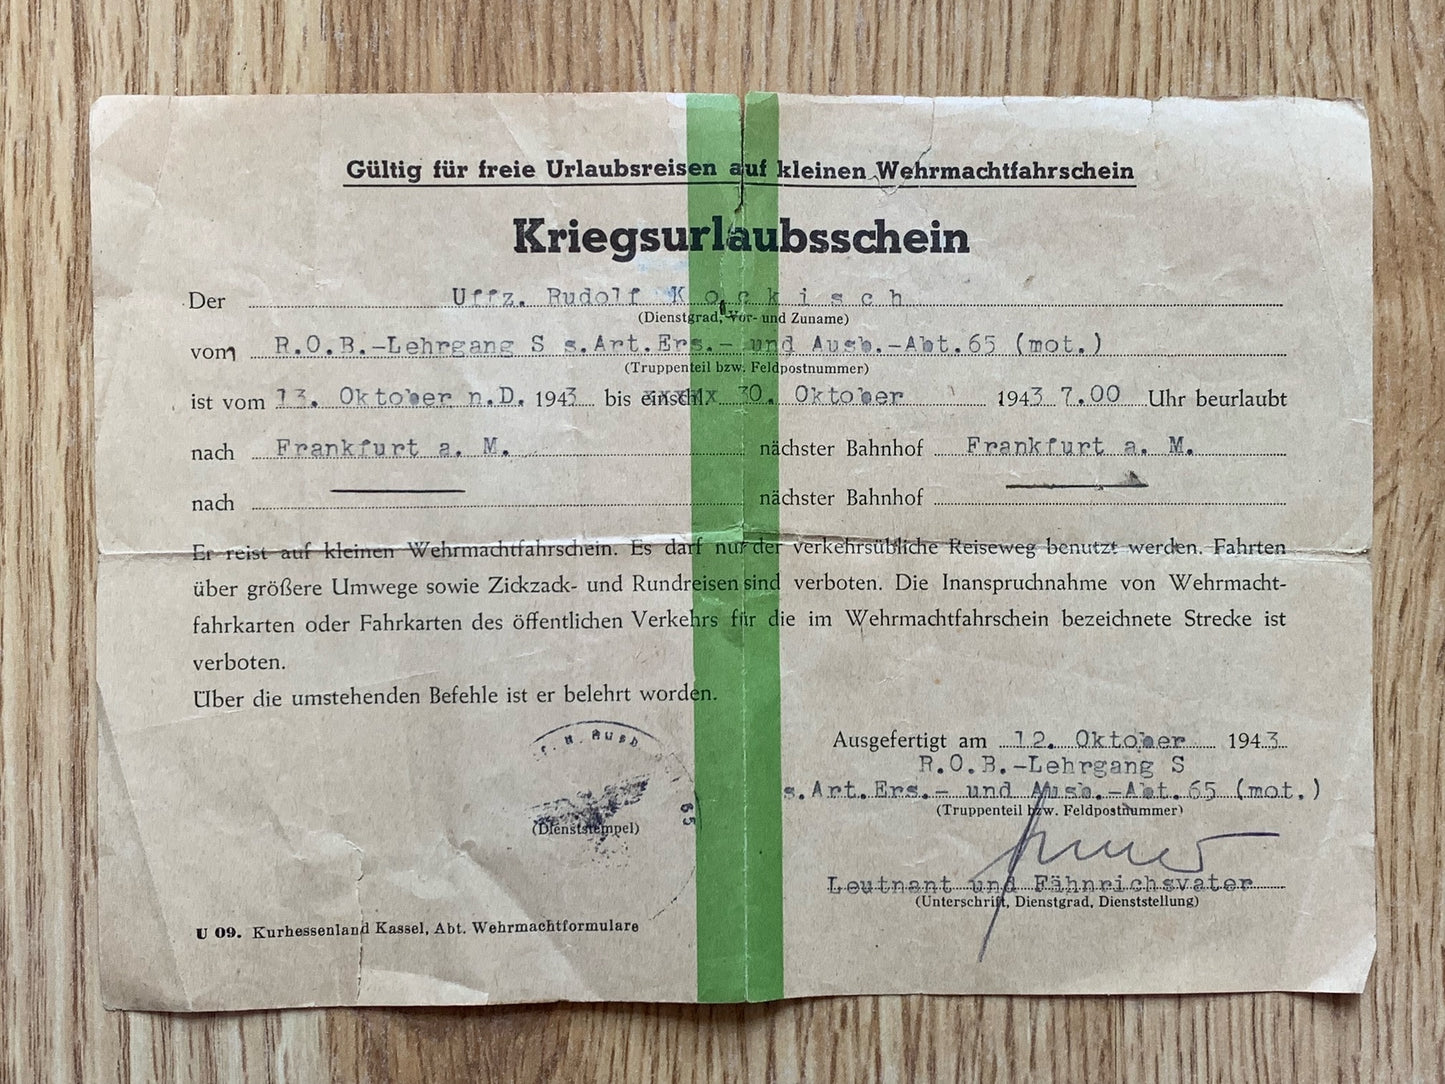 Gültig für freie Urlaubsreisen auf kleinen Wehrmachtfahrschein
Kriegsurlaubsschein
Der Uffz. Rudolf Kockisch
(Dienstgrad, Vor- und Zuname)
vom R.O.B.-Lehrgang S s.Art.Ers.- und Ausb.-Abt.65 (mot.)
(Truppenteil bzw. Feldpostnummer)
ist vom 13. Oktober n.D. 1943 bis einschl. 30. Oktober 1943 7.00 Uhr beurlaubt
nach Frankfurt a. M. nächster Bahnhof Frankfurt a. M.
nach nächster Bahnhof
Er reist auf kleinen Wehrmachtfahrschein. Es darf nur der verkehrsübliche Reiseweg benutzt werden. Fahrten
über größere Umwege sowie Zickzack- und Rundreisen sind verboten. Die Inanspruchnahme von Wehrmacht-
fahrkarten oder Fahrkarten des öffentlichen Verkehrs für die im Wehrmachtfahrschein bezeichnete Strecke ist
verboten.
Über die umstehenden Befehle ist er belehrt worden.
Ausb 65
(Dienststempel)
Ausgefertigt am 12. Oktober 1943
R.O.B.-Lehrgang S
s.Art.Ers.- und Ausb.-Abt.65 (mot.)
(Truppenteil bzw. Feldpostnummer)
Leutnant und Fähnrichsvater
(Unterschrift, Dienstgrad, Dienststellung)
U 09. Kurhessenland Kassel, Abt. Wehrmachtformulare